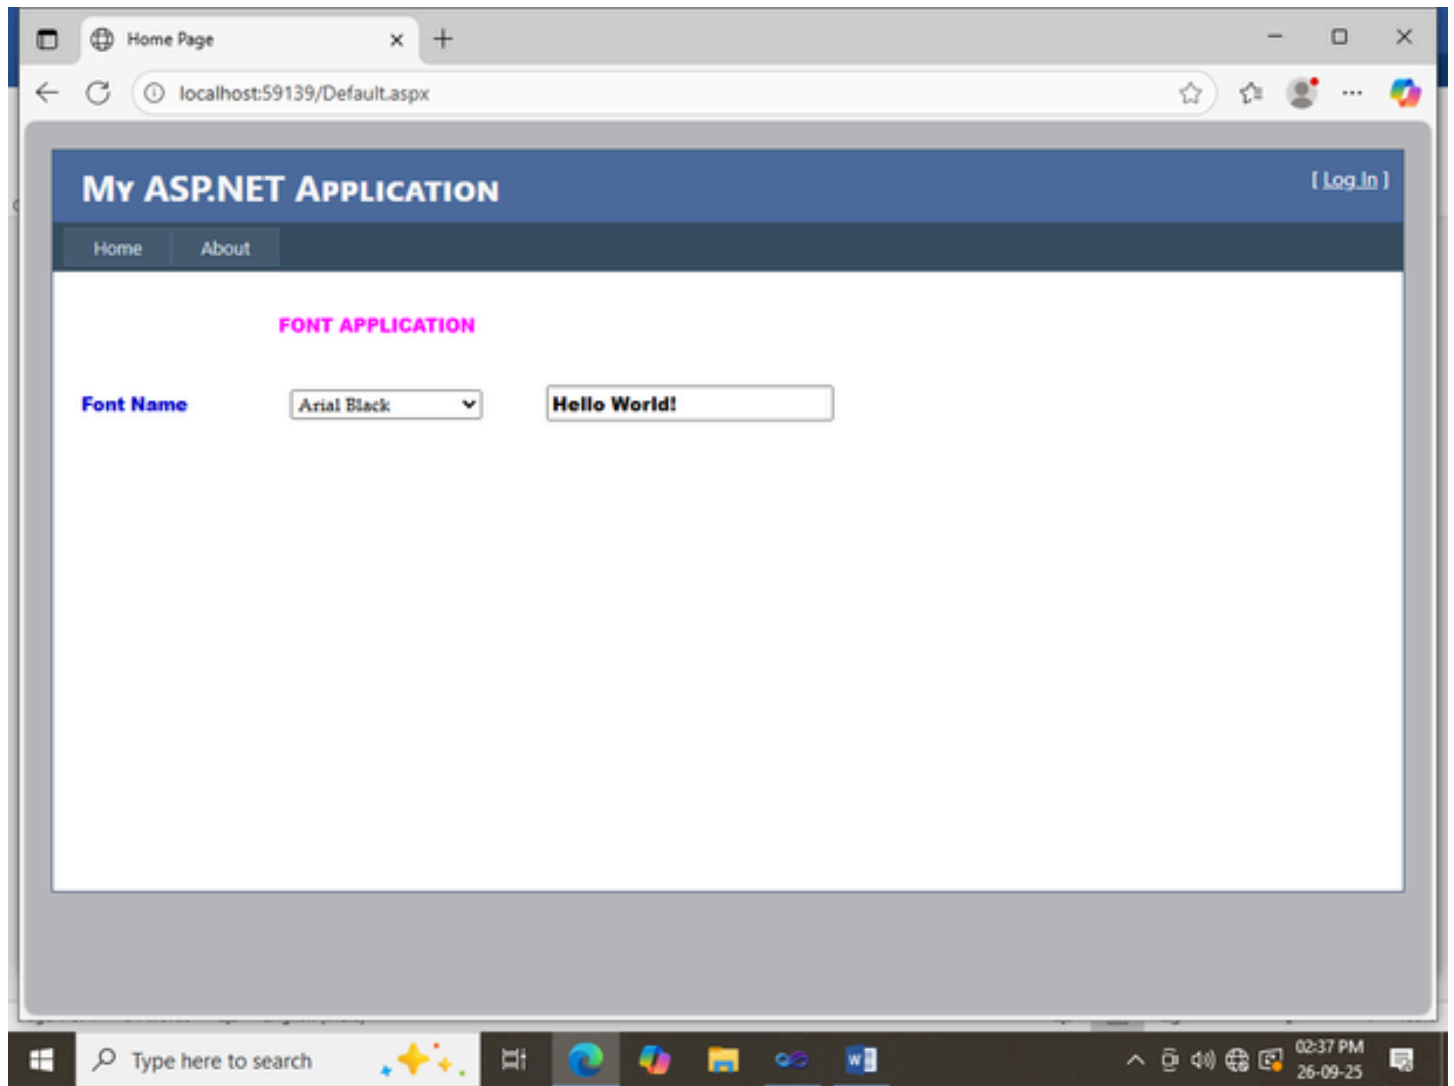 Home Page
localhost:59139/Default.aspx
My ASP.NET Application
[ Log In ]
Home About
FONT APPLICATION
Font Name Arial Black Hello World!
Type here to search
02:37 PM
26-09-25